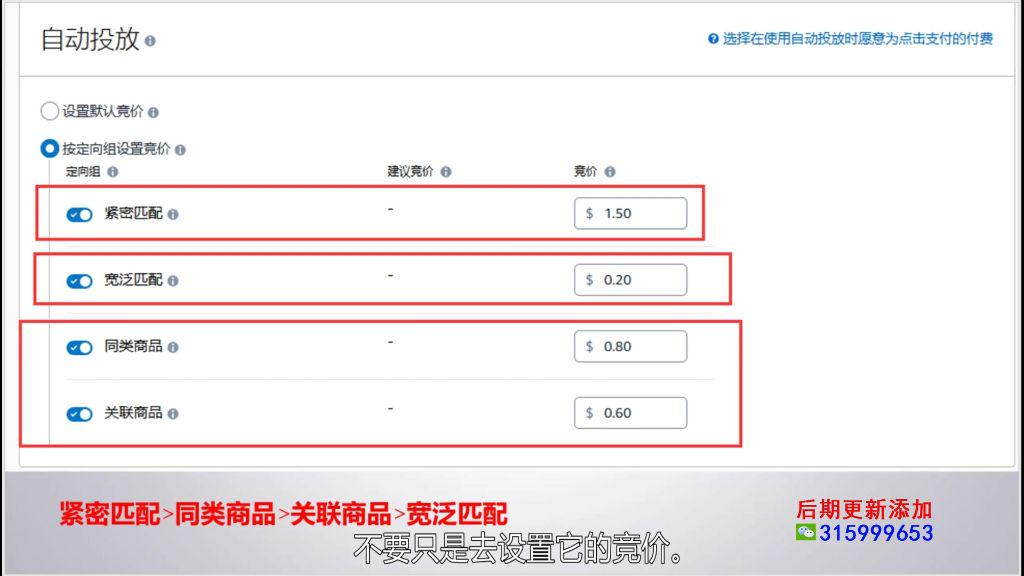 自动投放
选择在使用自动投放时愿意为点击支付的付费
设置默认竞价
按定向组设置竞价
定向组 建议竞价 竞价
紧密匹配 - $ 1.50
宽泛匹配 - $ 0.20
同类商品 - $ 0.80
关联商品 - $ 0.60
紧密匹配>同类商品>关联商品>宽泛匹配
后期更新添加
315999653
不要只是去设置它的竞价。